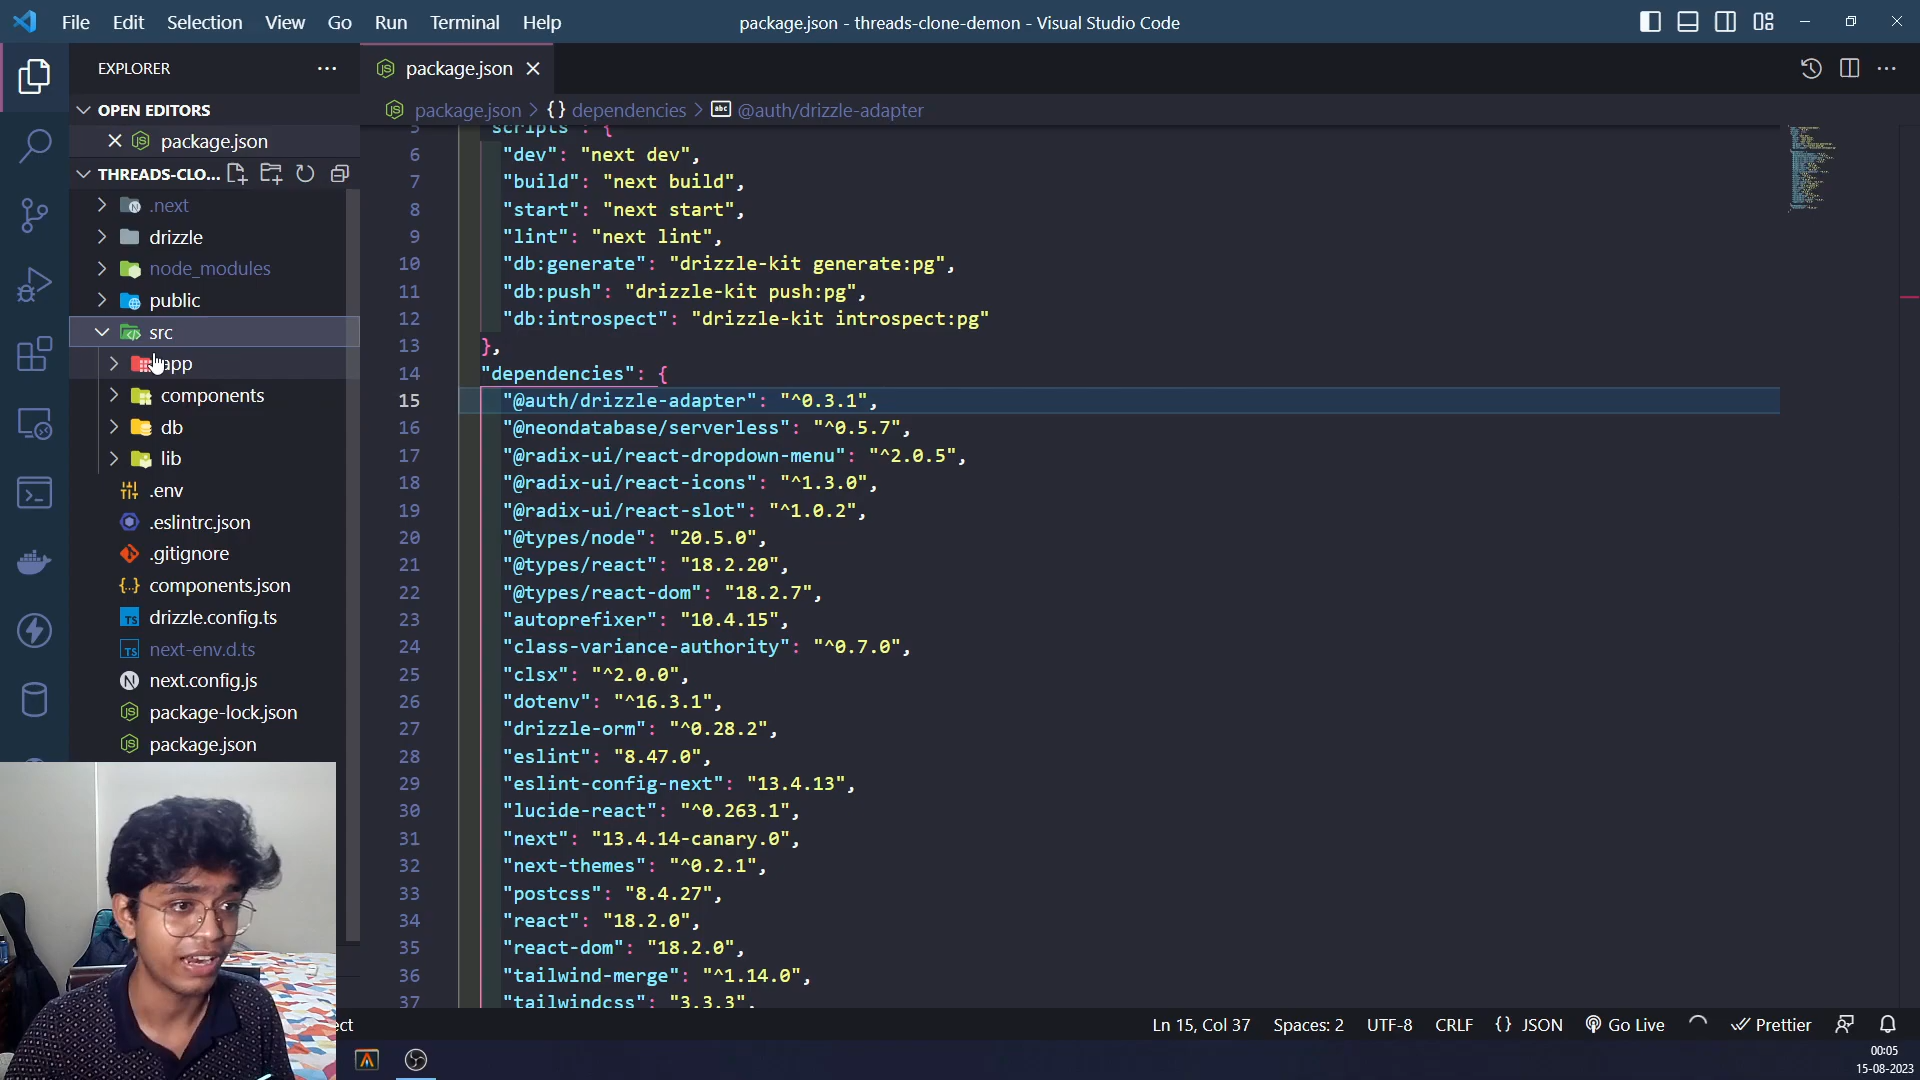 File Edit Selection View Go Run Terminal Help
package.json - threads-clone-demon - Visual Studio Code
EXPLORER
OPEN EDITORS
package.json
THREADS-CLO...
.next
drizzle
node_modules
public
src
app
components
db
lib
.env
.eslintrc.json
.gitignore
components.json
drizzle.config.ts
next-env.d.ts
next.config.js
package-lock.json
package.json
package.json
package.json > {} dependencies > abc @auth/drizzle-adapter
5 "scripts": {
6 "dev": "next dev",
7 "build": "next build",
8 "start": "next start",
9 "lint": "next lint",
10 "db:generate": "drizzle-kit generate:pg",
11 "db:push": "drizzle-kit push:pg",
12 "db:introspect": "drizzle-kit introspect:pg"
13 },
14 "dependencies": {
15 "@auth/drizzle-adapter": "^0.3.1",
16 "@neondatabase/serverless": "^0.5.7",
17 "@radix-ui/react-dropdown-menu": "^2.0.5",
18 "@radix-ui/react-icons": "^1.3.0",
19 "@radix-ui/react-slot": "^1.0.2",
20 "@types/node": "20.5.0",
21 "@types/react": "18.2.20",
22 "@types/react-dom": "18.2.7",
23 "autoprefixer": "10.4.15",
24 "class-variance-authority": "^0.7.0",
25 "clsx": "^2.0.0",
26 "dotenv": "^16.3.1",
27 "drizzle-orm": "^0.28.2",
28 "eslint": "8.47.0",
29 "eslint-config-next": "13.4.13",
30 "lucide-react": "^0.263.1",
31 "next": "13.4.14-canary.0",
32 "next-themes": "^0.2.1",
33 "postcss": "8.4.27",
34 "react": "18.2.0",
35 "react-dom": "18.2.0",
36 "tailwind-merge": "^1.14.0",
37 "tailwindcss": "3.3.3",
ect
Ln 15, Col 37 Spaces: 2 UTF-8 CRLF {} JSON Go Live Prettier
00:05
15-08-2023